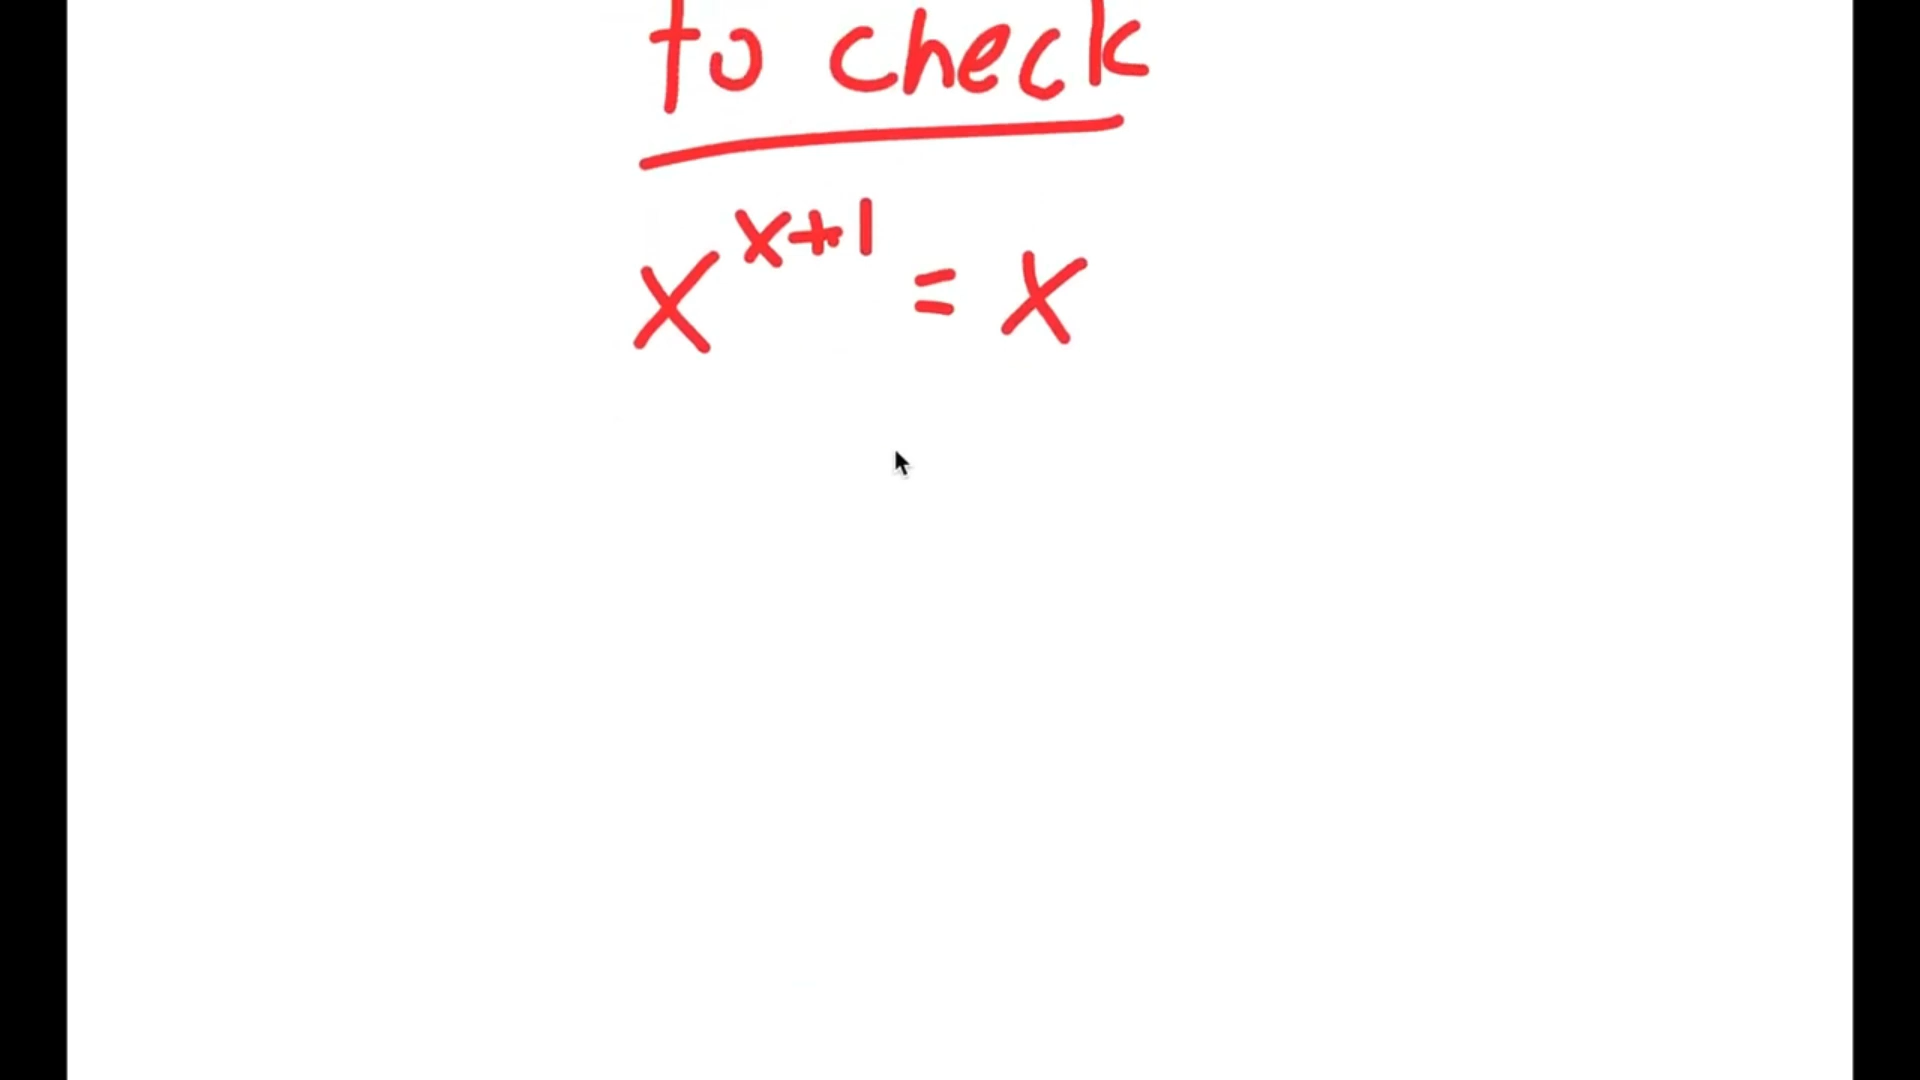 to check
x^{x+1} = x